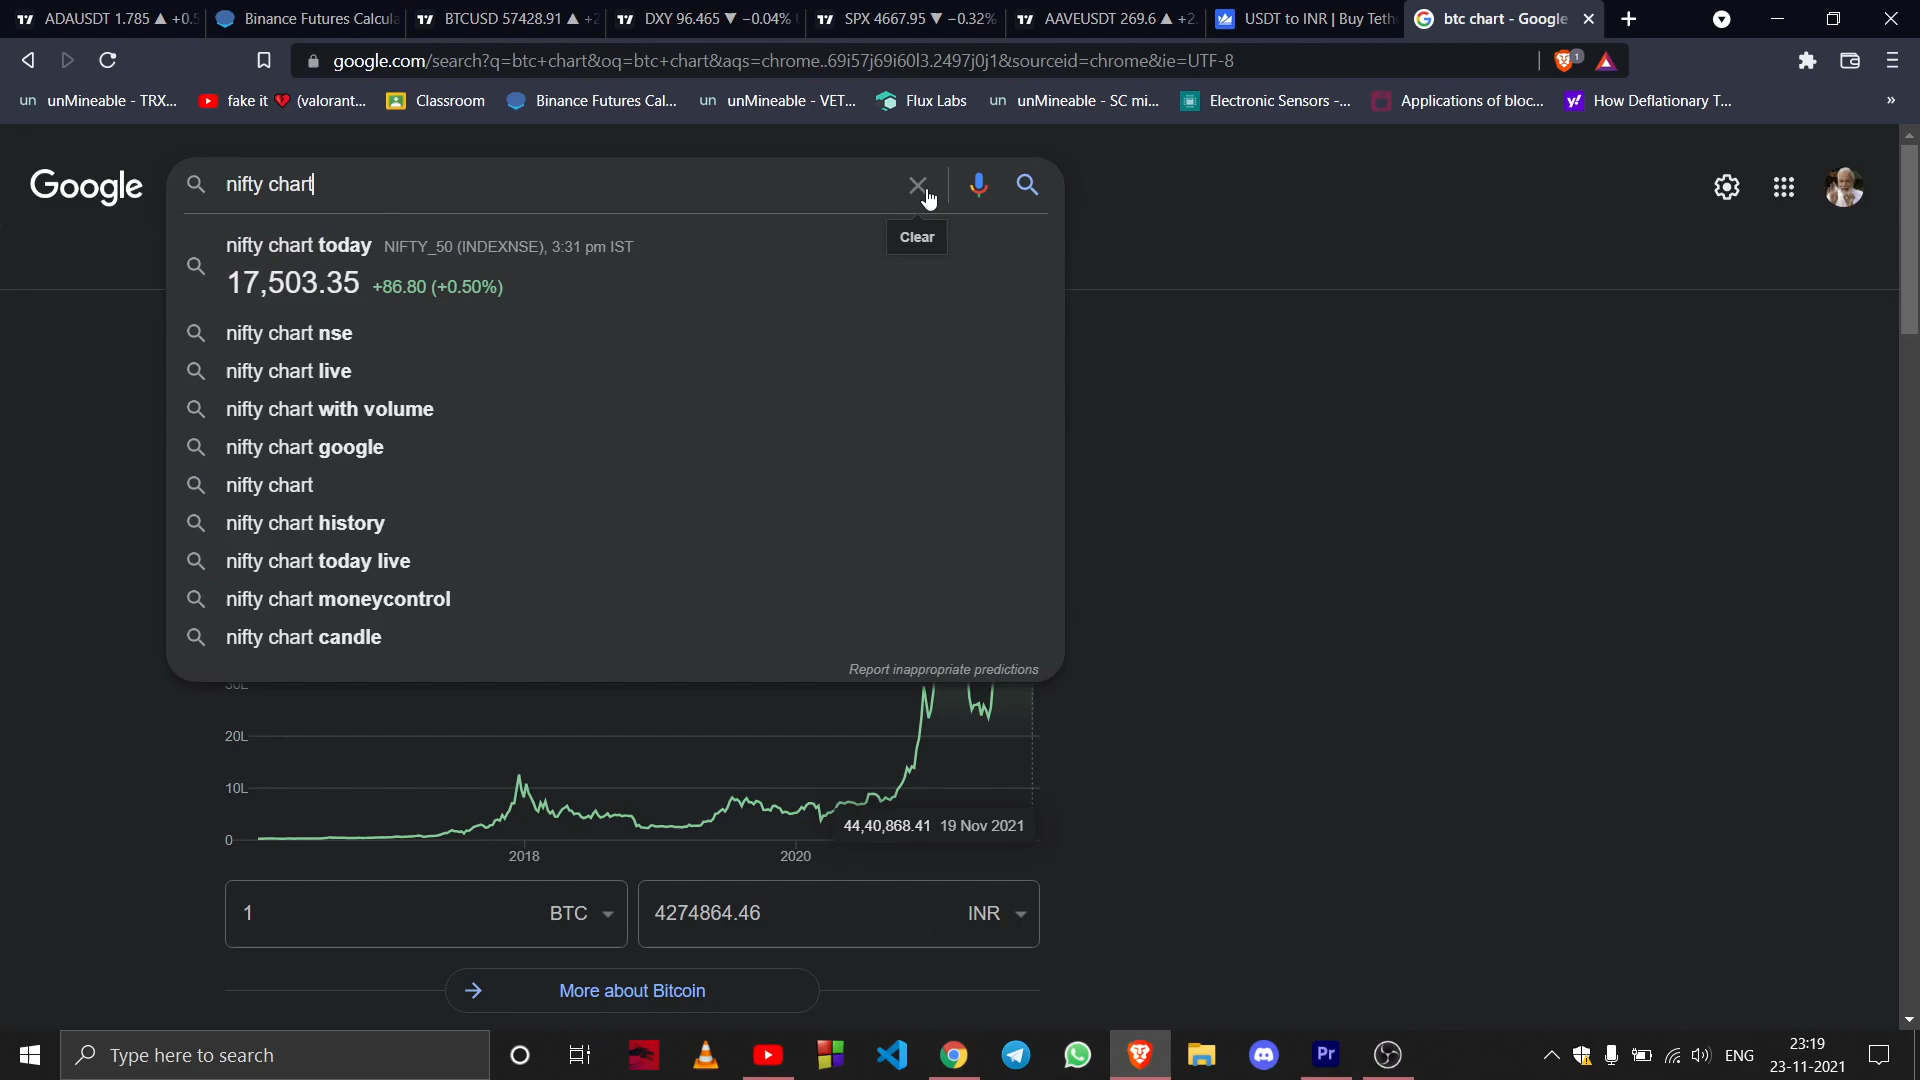 ADAUSDT 1.785 ▲ +0.5
Binance Futures Calcula
BTCUSD 57428.91 ▲ +2
DXY 96.465 ▼ −0.04%
SPX 4667.95 ▼ −0.32%
AAVEUSDT 269.6 ▲ +2.
USDT to INR | Buy Teth
btc chart - Google
google.com/search?q=btc+chart&oq=btc+chart&aqs=chrome..69i57j69i60l3.2497j0j1&sourceid=chrome&ie=UTF-8
1
un unMineable - TRX...
fake it 💔 (valorant...
Classroom
Binance Futures Cal...
un unMineable - VET...
Flux Labs
un unMineable - SC mi...
Electronic Sensors -...
Applications of bloc...
How Deflationary T...
»
Google
nifty chart
Clear
nifty chart today NIFTY_50 (INDEXNSE), 3:31 pm IST
17,503.35 +86.80 (+0.50%)
nifty chart nse
nifty chart live
nifty chart with volume
nifty chart google
nifty chart
nifty chart history
nifty chart today live
nifty chart moneycontrol
nifty chart candle
Report inappropriate predictions
30L
20L
10L
44,40,868.41 19 Nov 2021
0
2018 2020
1 BTC 4274864.46 INR
More about Bitcoin
Type here to search
Pr
ENG
23:19
23-11-2021